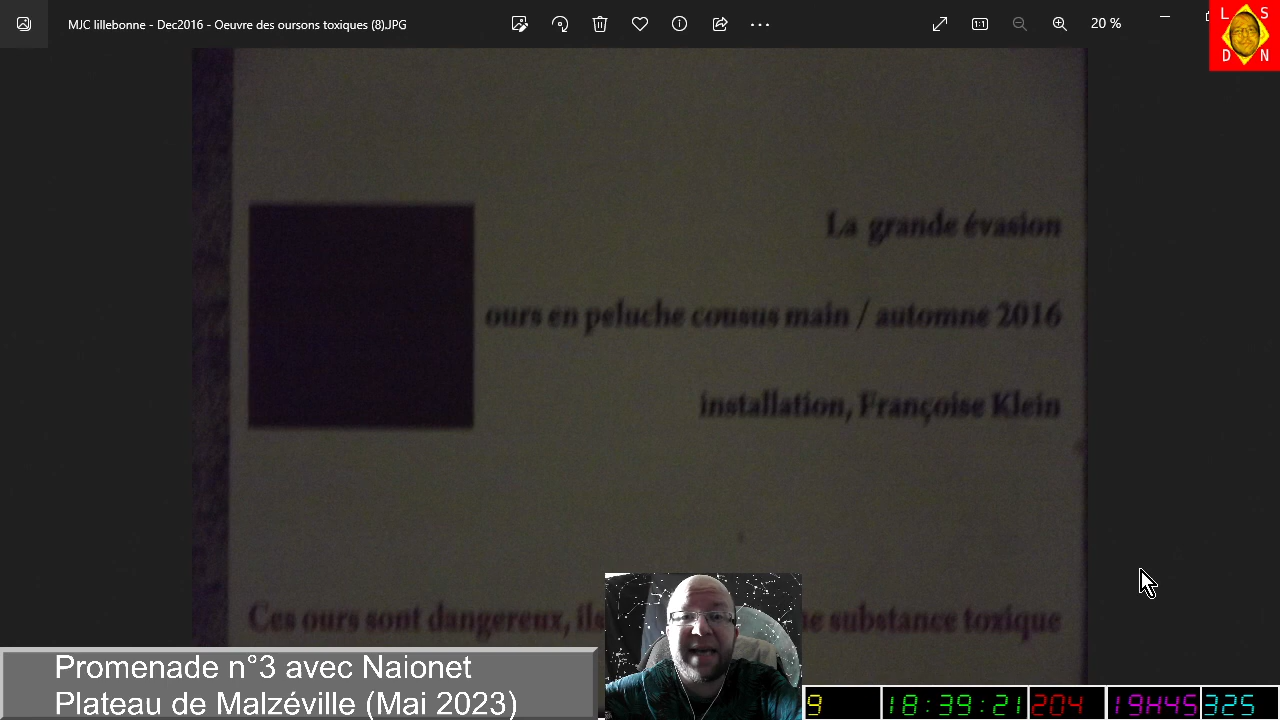 MJC lillebonne - Dec2016 - Oeuvre des oursons toxiques (8).JPG
20 %
L S
D N
La grande évasion
ours en peluche cousus main / automne 2016
installation, Françoise Klein
Ces ours sont dangereux, ils substance toxique
Promenade n°3 avec Naionet
Plateau de Malzéville (Mai 2023)
9 18:39:21 204 19H45 325